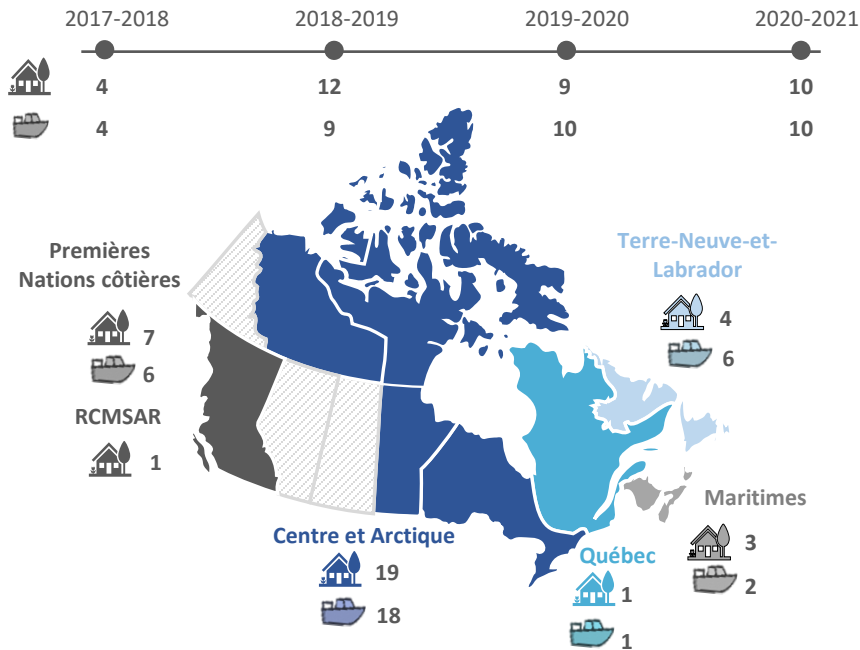 2017-2018 2018-2019 2019-2020 2020-2021
4 12 9 10
4 9 10 10
Premières
Nations côtières
7
6
RCMSAR
1
Terre-Neuve-et-
Labrador
4
6
Maritimes
3
2
Centre et Arctique
19
18
Québec
1
1